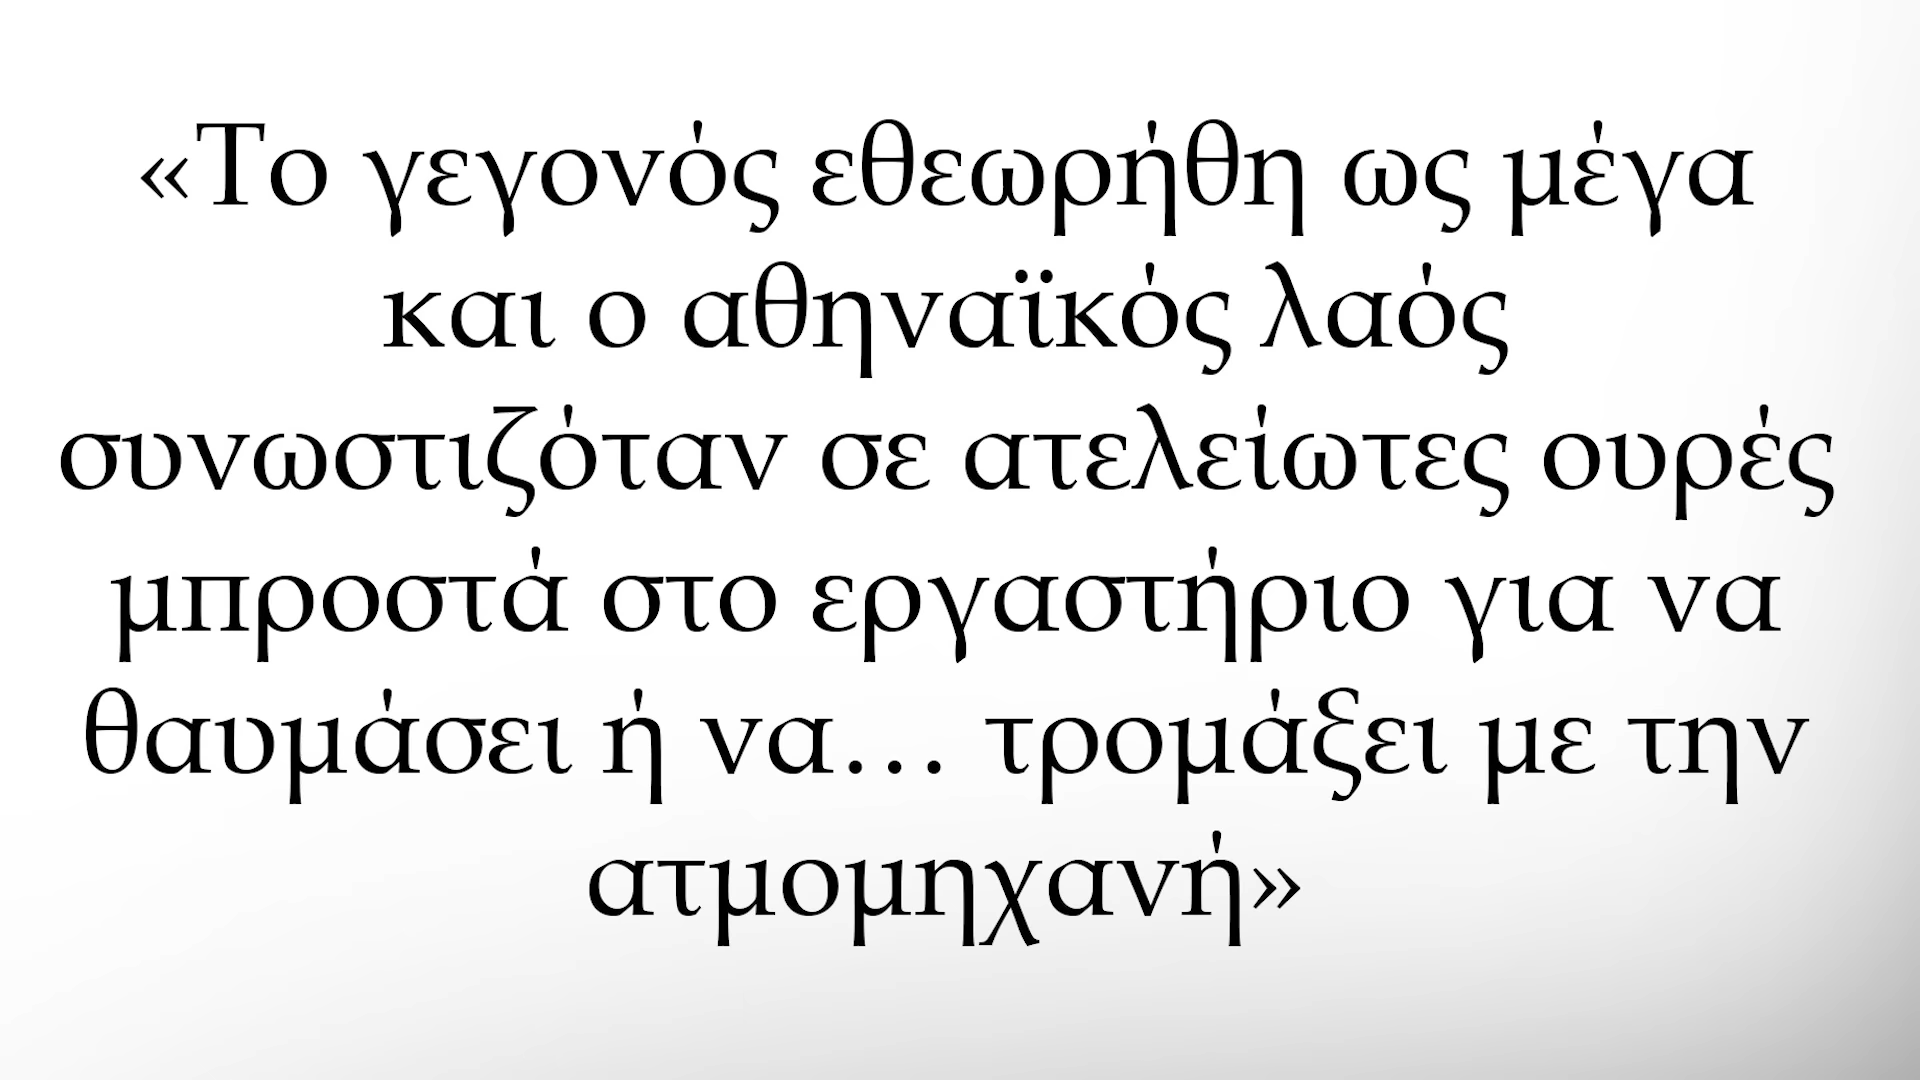 «Το γεγονός εθεωρήθη ως μέγα
και ο αθηναϊκός λαός
συνωστιζόταν σε ατελείωτες ουρές
μπροστά στο εργαστήριο για να
θαυμάσει ή να… τρομάξει με την
ατμομηχανή»